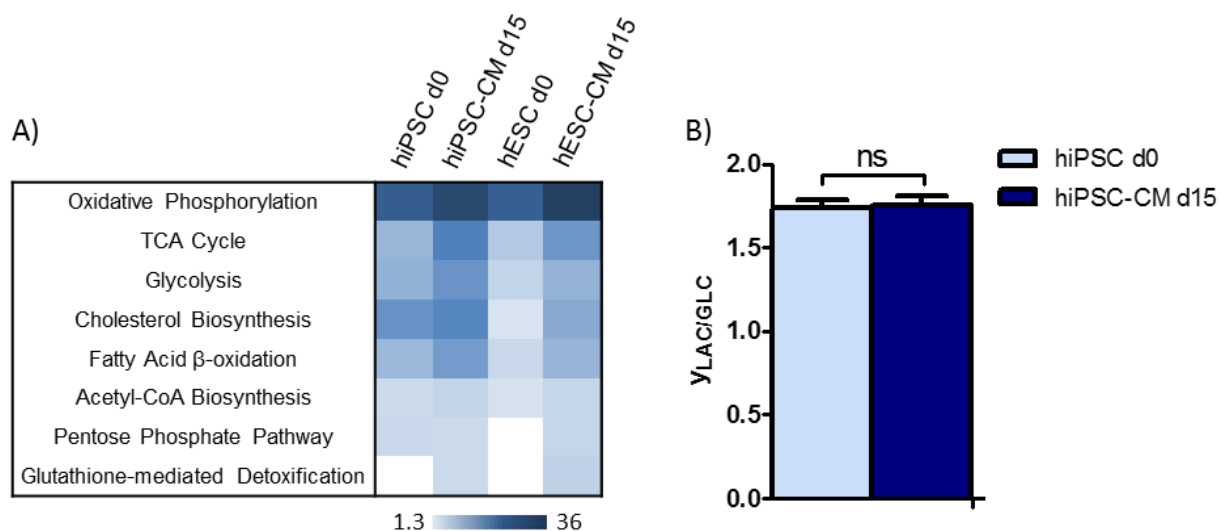 A)
hiPSC d0
hiPSC-CM d15
hESC d0
hESC-CM d15
Oxidative Phosphorylation
TCA Cycle
Glycolysis
Cholesterol Biosynthesis
Fatty Acid β-oxidation
Acetyl-CoA Biosynthesis
Pentose Phosphate Pathway
Glutathione-mediated Detoxification
1.3 36
B)
hiPSC d0
hiPSC-CM d15
ns
2.0
1.5
1.0
0.5
0.0
yLAC/GLC